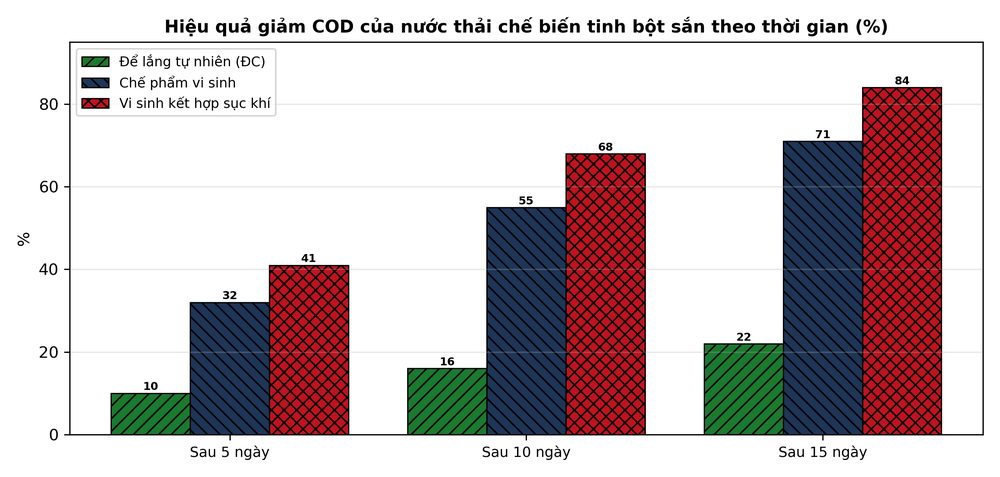 Hiệu quả giảm COD của nước thải chế biến tinh bột sắn theo thời gian (%)
Để lắng tự nhiên (ĐC)
Chế phẩm vi sinh
Vi sinh kết hợp sục khí
%
80
60
40
20
0
10
32
41
16
55
68
22
71
84
Sau 5 ngày
Sau 10 ngày
Sau 15 ngày